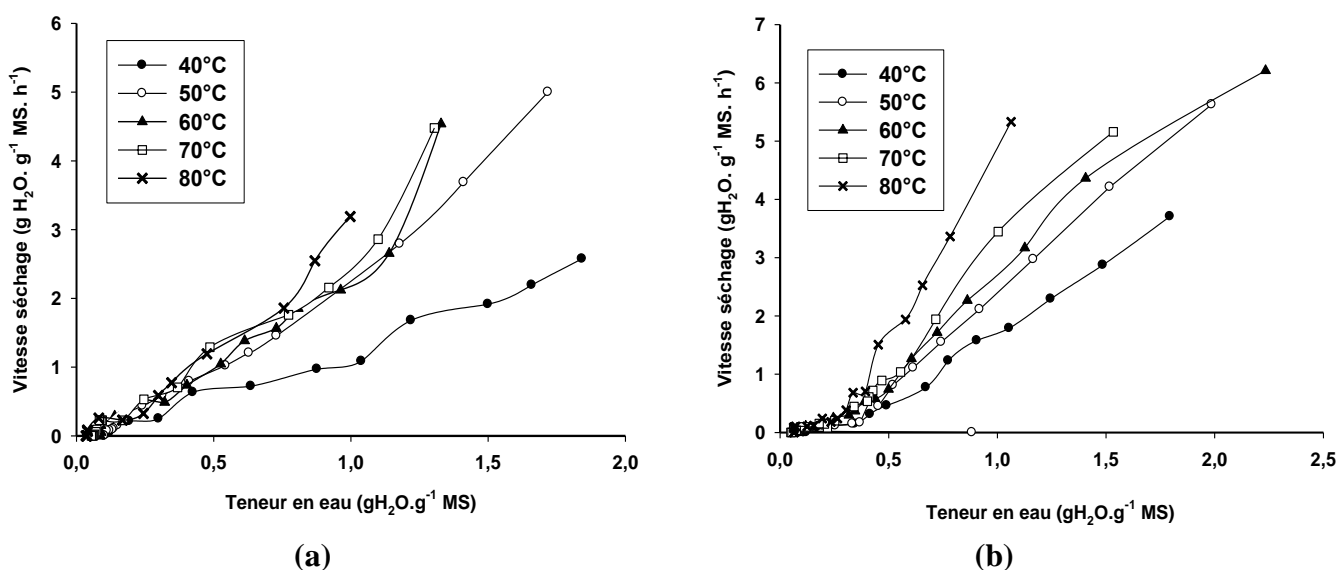 6
5
4
3
2
1
0
Vitesse séchage (g H₂O. g⁻¹ MS. h⁻¹)
40°C
50°C
60°C
70°C
80°C
0,0 0,5 1,0 1,5 2,0
Teneur en eau (gH₂O.g⁻¹ MS)
(a)
7
6
5
4
3
2
1
0
Vitesse séchage (gH₂O. g⁻¹ MS. h⁻¹)
40°C
50°C
60°C
70°C
80°C
0,0 0,5 1,0 1,5 2,0 2,5
Teneur en eau (gH₂O.g⁻¹ MS)
(b)